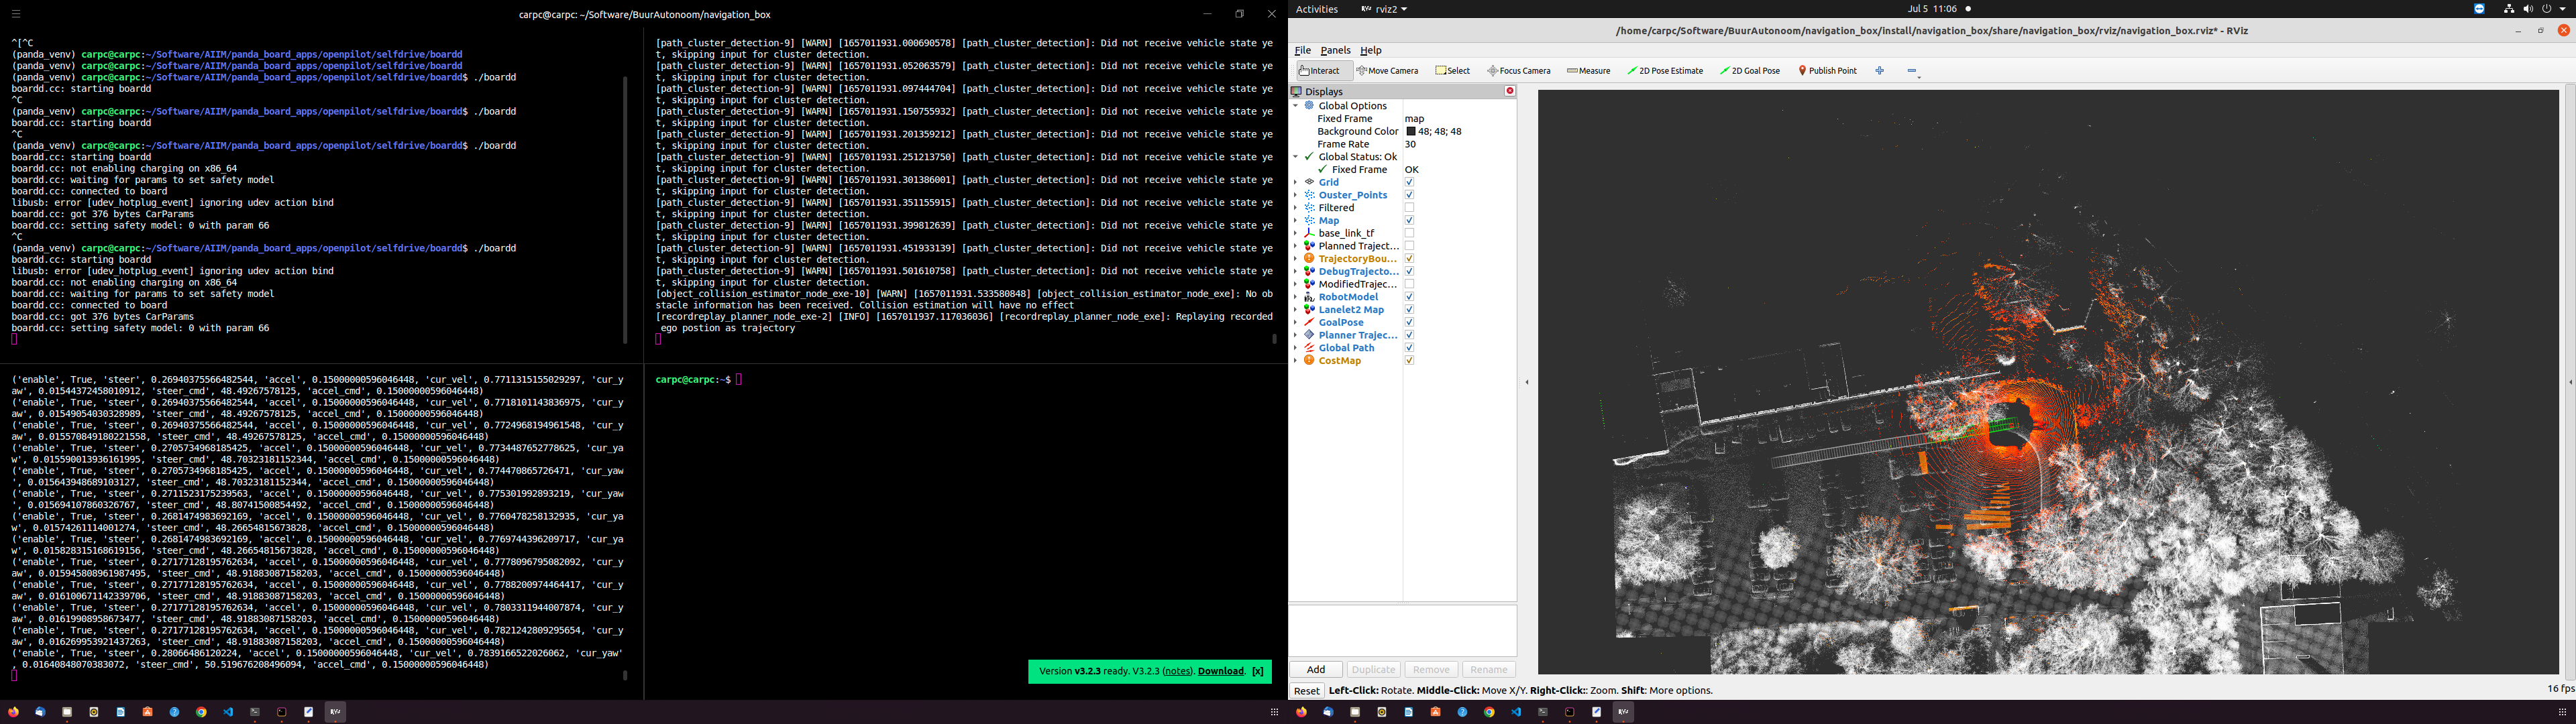 carpc@carpc: ~/Software/BuurAutonoom/navigation_box
^[^C
(panda_venv) carpc@carpc:~/Software/AIIM/panda_board_apps/openpilot/selfdrive/boardd
(panda_venv) carpc@carpc:~/Software/AIIM/panda_board_apps/openpilot/selfdrive/boardd
(panda_venv) carpc@carpc:~/Software/AIIM/panda_board_apps/openpilot/selfdrive/boardd$ ./boardd
boardd.cc: starting boardd
^C
(panda_venv) carpc@carpc:~/Software/AIIM/panda_board_apps/openpilot/selfdrive/boardd$ ./boardd
boardd.cc: starting boardd
^C
(panda_venv) carpc@carpc:~/Software/AIIM/panda_board_apps/openpilot/selfdrive/boardd$ ./boardd
boardd.cc: starting boardd
boardd.cc: not enabling charging on x86_64
boardd.cc: waiting for params to set safety model
boardd.cc: connected to board
libusb: error [udev_hotplug_event] ignoring udev action bind
boardd.cc: got 376 bytes CarParams
boardd.cc: setting safety model: 0 with param 66
^C
(panda_venv) carpc@carpc:~/Software/AIIM/panda_board_apps/openpilot/selfdrive/boardd$ ./boardd
boardd.cc: starting boardd
libusb: error [udev_hotplug_event] ignoring udev action bind
boardd.cc: not enabling charging on x86_64
boardd.cc: waiting for params to set safety model
boardd.cc: connected to board
boardd.cc: got 376 bytes CarParams
boardd.cc: setting safety model: 0 with param 66
[path_cluster_detection-9] [WARN] [1657011931.000690578] [path_cluster_detection]: Did not receive vehicle state ye
t, skipping input for cluster detection.
[path_cluster_detection-9] [WARN] [1657011931.052063579] [path_cluster_detection]: Did not receive vehicle state ye
t, skipping input for cluster detection.
[path_cluster_detection-9] [WARN] [1657011931.097444704] [path_cluster_detection]: Did not receive vehicle state ye
t, skipping input for cluster detection.
[path_cluster_detection-9] [WARN] [1657011931.150755932] [path_cluster_detection]: Did not receive vehicle state ye
t, skipping input for cluster detection.
[path_cluster_detection-9] [WARN] [1657011931.201359212] [path_cluster_detection]: Did not receive vehicle state ye
t, skipping input for cluster detection.
[path_cluster_detection-9] [WARN] [1657011931.251213750] [path_cluster_detection]: Did not receive vehicle state ye
t, skipping input for cluster detection.
[path_cluster_detection-9] [WARN] [1657011931.301386001] [path_cluster_detection]: Did not receive vehicle state ye
t, skipping input for cluster detection.
[path_cluster_detection-9] [WARN] [1657011931.351155915] [path_cluster_detection]: Did not receive vehicle state ye
t, skipping input for cluster detection.
[path_cluster_detection-9] [WARN] [1657011931.399812639] [path_cluster_detection]: Did not receive vehicle state ye
t, skipping input for cluster detection.
[path_cluster_detection-9] [WARN] [1657011931.451933139] [path_cluster_detection]: Did not receive vehicle state ye
t, skipping input for cluster detection.
[path_cluster_detection-9] [WARN] [1657011931.501610758] [path_cluster_detection]: Did not receive vehicle state ye
t, skipping input for cluster detection.
[object_collision_estimator_node_exe-10] [WARN] [1657011931.533580848] [object_collision_estimator_node_exe]: No ob
stacle information has been received. Collision estimation will have no effect
[recordreplay_planner_node_exe-2] [INFO] [1657011937.117036036] [recordreplay_planner_node_exe]: Replaying recorded
ego postion as trajectory
('enable', True, 'steer', 0.26940375566482544, 'accel', 0.15000000596046448, 'cur_vel', 0.7711315155029297, 'cur_y
aw', 0.01544372458010912, 'steer_cmd', 48.49267578125, 'accel_cmd', 0.15000000596046448)
('enable', True, 'steer', 0.26940375566482544, 'accel', 0.15000000596046448, 'cur_vel', 0.7718101143836975, 'cur_y
aw', 0.01549054030328989, 'steer_cmd', 48.49267578125, 'accel_cmd', 0.15000000596046448)
('enable', True, 'steer', 0.26940375566482544, 'accel', 0.15000000596046448, 'cur_vel', 0.7724968194961548, 'cur_y
aw', 0.015570849180221558, 'steer_cmd', 48.49267578125, 'accel_cmd', 0.15000000596046448)
('enable', True, 'steer', 0.2705734968185425, 'accel', 0.15000000596046448, 'cur_vel', 0.7734487652778625, 'cur_ya
w', 0.015590013936161995, 'steer_cmd', 48.70323181152344, 'accel_cmd', 0.15000000596046448)
('enable', True, 'steer', 0.2705734968185425, 'accel', 0.15000000596046448, 'cur_vel', 0.774470865726471, 'cur_yaw
', 0.015643948689103127, 'steer_cmd', 48.70323181152344, 'accel_cmd', 0.15000000596046448)
('enable', True, 'steer', 0.2711523175239563, 'accel', 0.15000000596046448, 'cur_vel', 0.775301992893219, 'cur_yaw
', 0.015694107860326767, 'steer_cmd', 48.80741500854492, 'accel_cmd', 0.15000000596046448)
('enable', True, 'steer', 0.2681474983692169, 'accel', 0.15000000596046448, 'cur_vel', 0.7760478258132935, 'cur_ya
w', 0.01574261114001274, 'steer_cmd', 48.26654815673828, 'accel_cmd', 0.15000000596046448)
('enable', True, 'steer', 0.2681474983692169, 'accel', 0.15000000596046448, 'cur_vel', 0.7769744396209717, 'cur_ya
w', 0.015828315168619156, 'steer_cmd', 48.26654815673828, 'accel_cmd', 0.15000000596046448)
('enable', True, 'steer', 0.27177128195762634, 'accel', 0.15000000596046448, 'cur_vel', 0.7778096795082092, 'cur_y
aw', 0.015945808961987495, 'steer_cmd', 48.91883087158203, 'accel_cmd', 0.15000000596046448)
('enable', True, 'steer', 0.27177128195762634, 'accel', 0.15000000596046448, 'cur_vel', 0.7788200974464417, 'cur_y
aw', 0.016100671142339706, 'steer_cmd', 48.91883087158203, 'accel_cmd', 0.15000000596046448)
('enable', True, 'steer', 0.27177128195762634, 'accel', 0.15000000596046448, 'cur_vel', 0.7803311944007874, 'cur_y
aw', 0.01619908958673477, 'steer_cmd', 48.91883087158203, 'accel_cmd', 0.15000000596046448)
('enable', True, 'steer', 0.27177128195762634, 'accel', 0.15000000596046448, 'cur_vel', 0.7821242809295654, 'cur_y
aw', 0.016269953921437263, 'steer_cmd', 48.91883087158203, 'accel_cmd', 0.15000000596046448)
('enable', True, 'steer', 0.28066486120224, 'accel', 0.15000000596046448, 'cur_vel', 0.7839166522026062, 'cur_yaw'
, 0.01640848070383072, 'steer_cmd', 50.519676208496094, 'accel_cmd', 0.15000000596046448)
carpc@carpc:~$
Version v3.2.3 ready. V3.2.3 (notes). Download. [x]
Activities rviz2 Jul 5 11:06
/home/carpc/Software/BuurAutonoom/navigation_box/install/navigation_box/share/navigation_box/rviz/navigation_box.rviz* - RViz
File Panels Help
Interact Move Camera Select Focus Camera Measure 2D Pose Estimate 2D Goal Pose Publish Point
Displays
Global Options
Fixed Frame map
Background Color 48; 48; 48
Frame Rate 30
Global Status: Ok
Fixed Frame OK
Grid
Ouster_Points
Filtered
Map
base_link_tf
Planned Traject...
TrajectoryBou...
DebugTrajecto...
ModifiedTrajec...
RobotModel
Lanelet2 Map
GoalPose
Planner Trajec...
Global Path
CostMap
Add Duplicate Remove Rename
Reset Left-Click: Rotate. Middle-Click: Move X/Y. Right-Click:: Zoom. Shift: More options. 16 fps